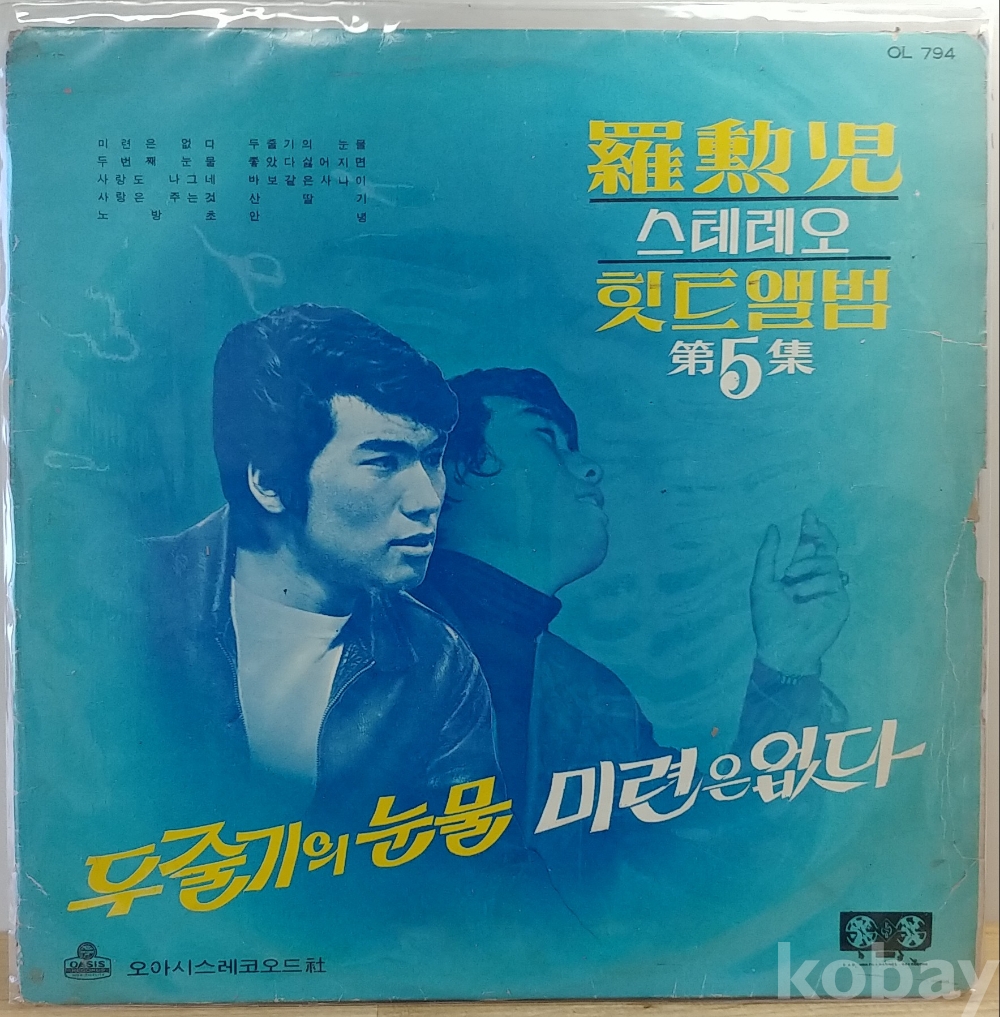 OL 794
미련은 없다 두줄기의 눈물
두번째 눈물 좋았다싫어지면
사랑도 나그네 바보같은사나이
사랑은 주는것 산딸기
노방초 안녕
羅勲児
스테레오
힛트앨범
第5集
두줄기의 눈물 미련은 없다
OASIS
오아시스레코오드社
kobay